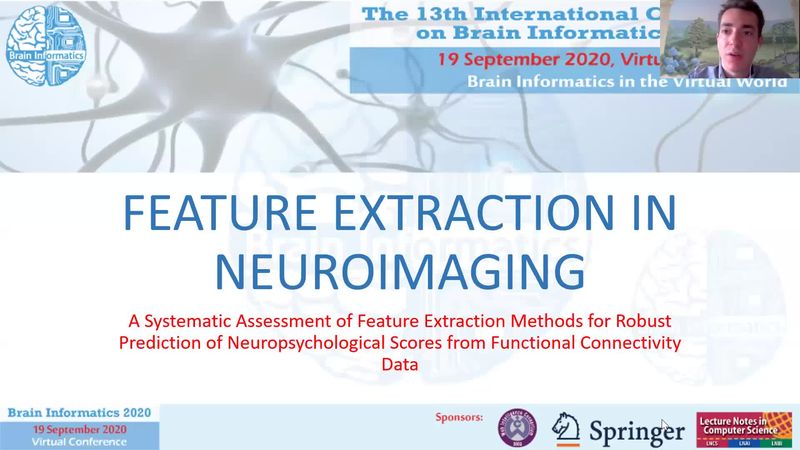 Brain Informatics
The 13th International C
on Brain Informatic
19 September 2020, Virtu
Brain Informatics in the Virtual World
FEATURE EXTRACTION IN
NEUROIMAGING
A Systematic Assessment of Feature Extraction Methods for Robust
Prediction of Neuropsychological Scores from Functional Connectivity
Data
Brain Informatics 2020
19 September 2020
Virtual Conference
Sponsors:
Springer
Lecture Notes in
Computer Science
LNCS LNAI LNBI